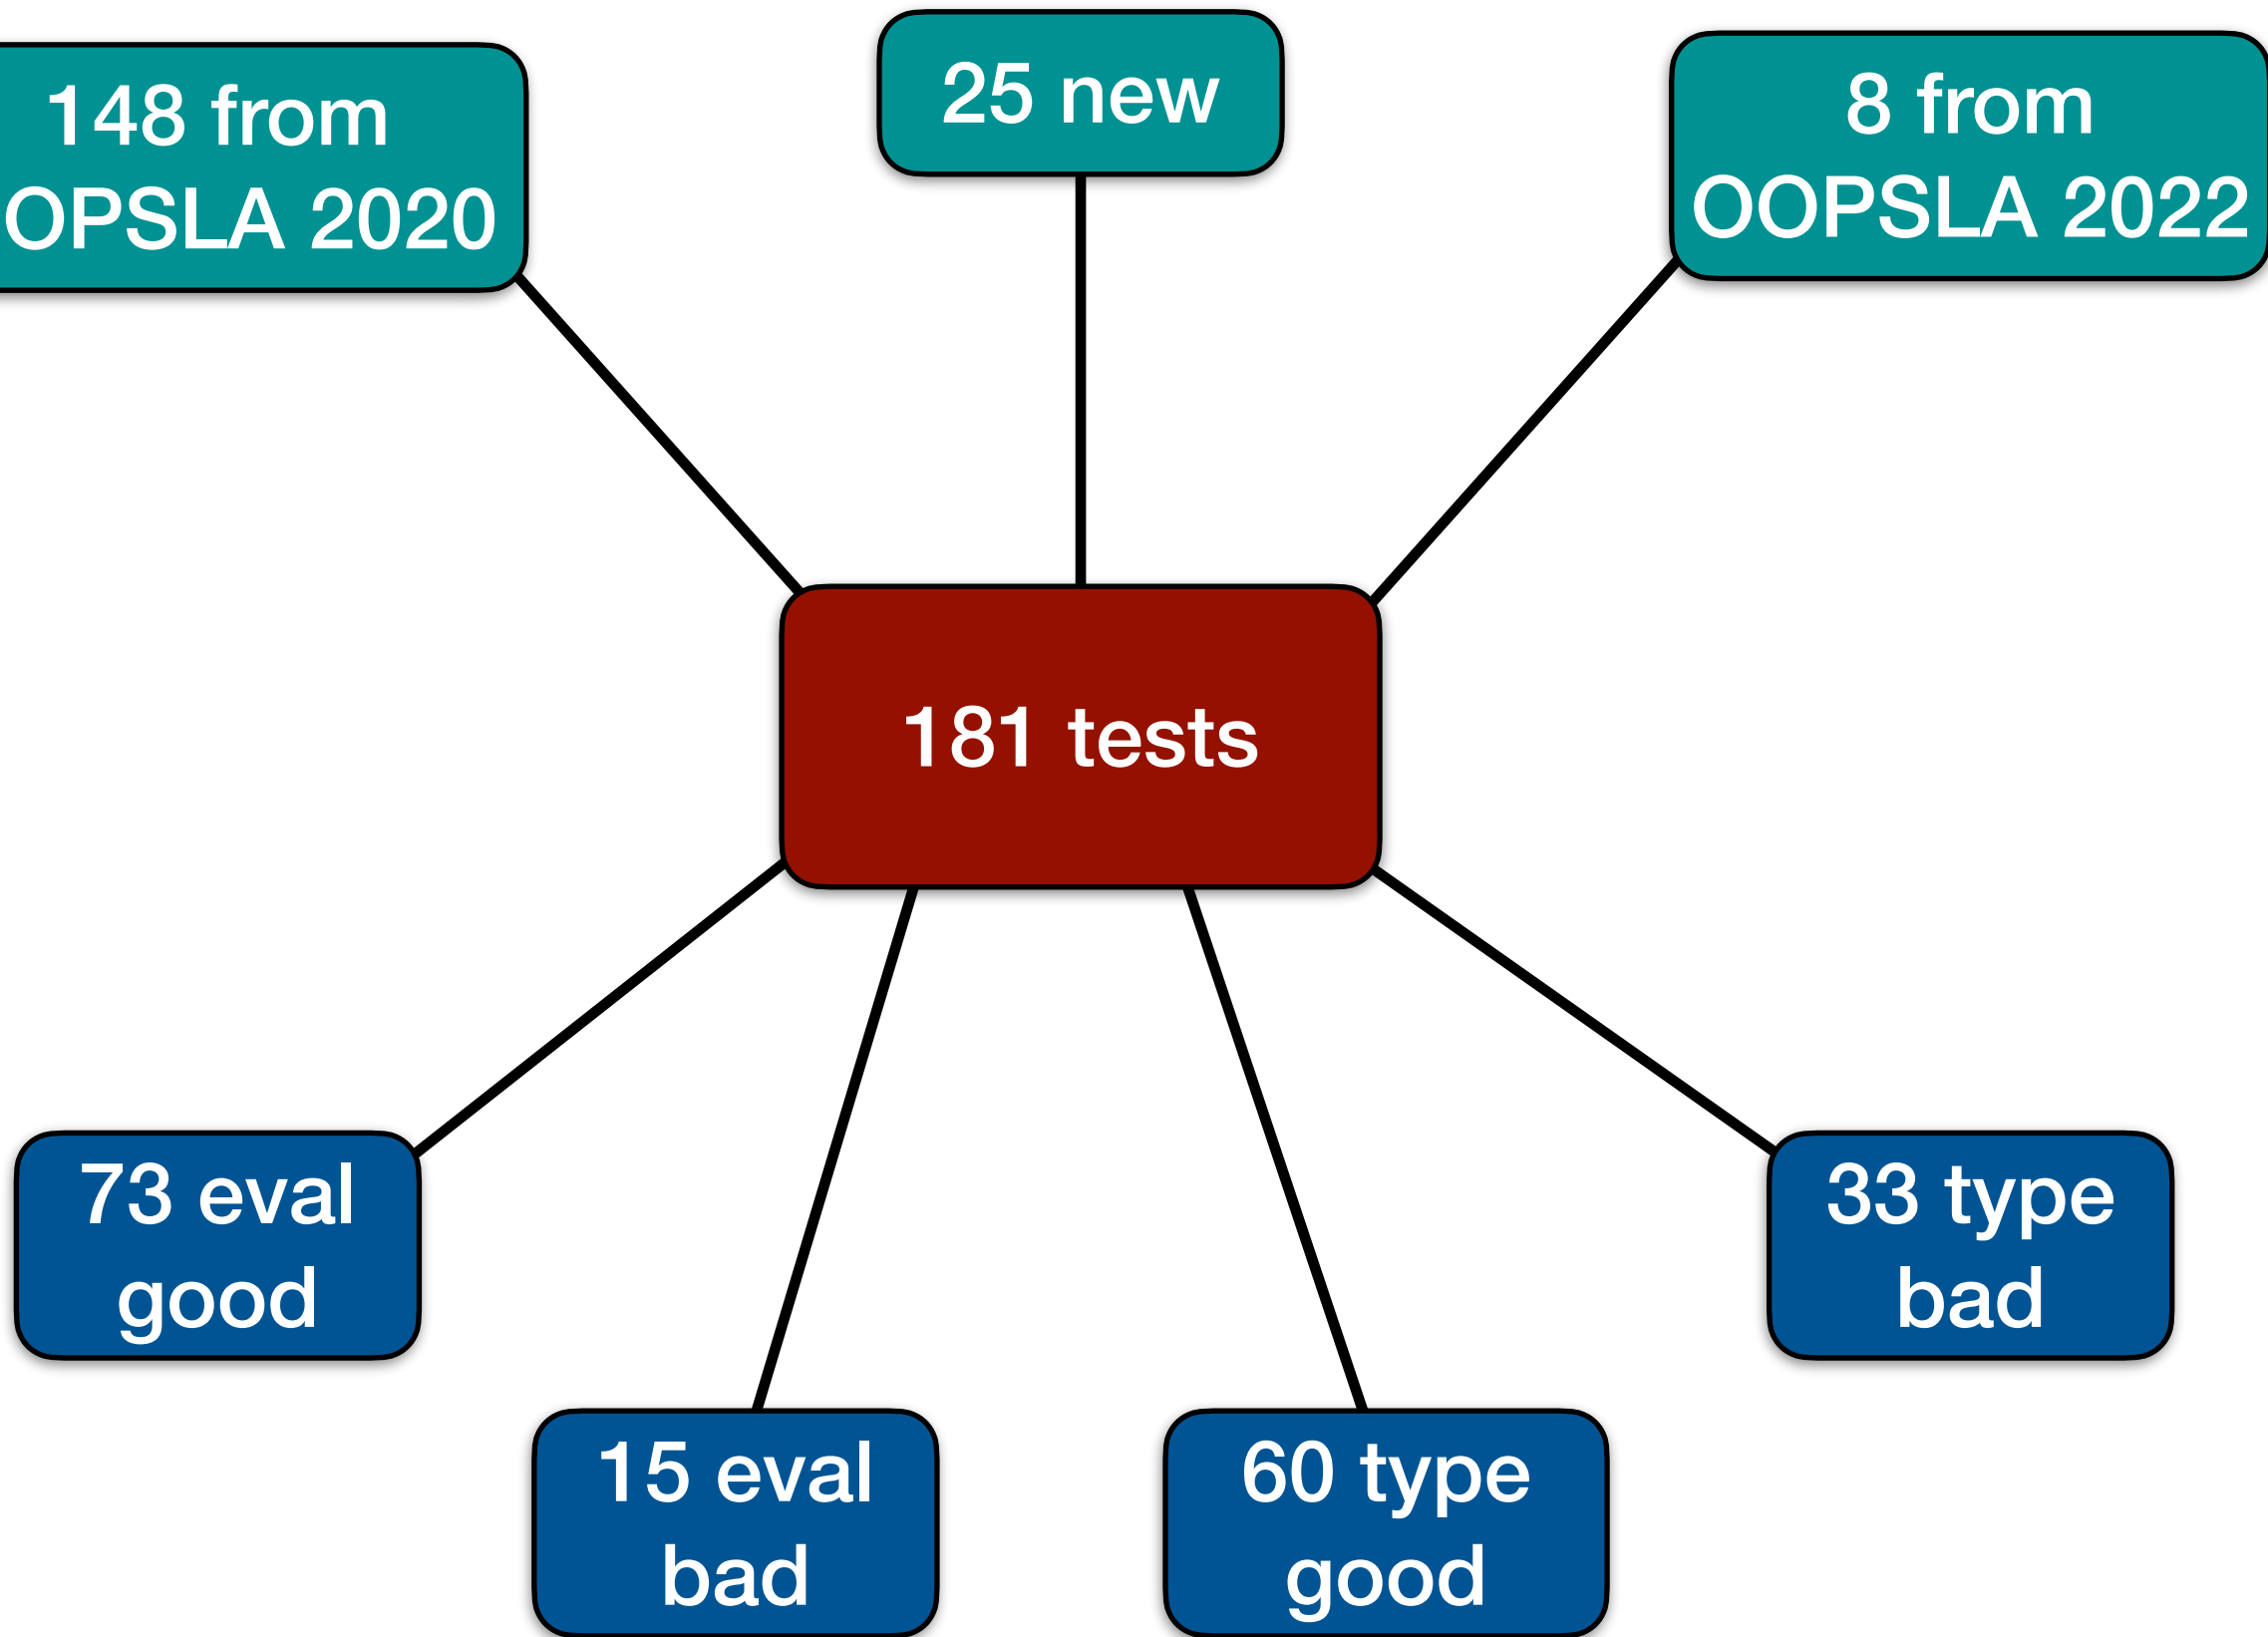 148 from
OPSLA 2020
25 new
8 from
OOPSLA 2022
181 tests
73 eval
good
15 eval
bad
60 type
good
33 type
bad